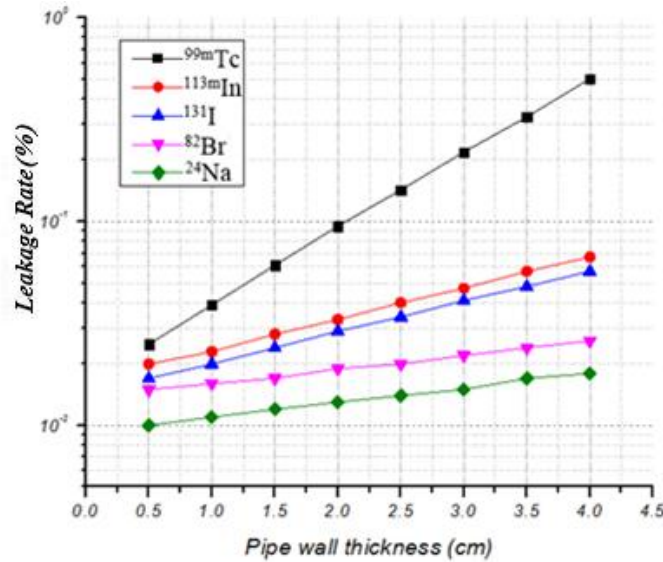 10⁰
⁹⁹ᵐTc
¹¹³ᵐIn
¹³¹I
⁸²Br
²⁴Na
Leakage Rate(%)
10⁻¹
10⁻²
0.0 0.5 1.0 1.5 2.0 2.5 3.0 3.5 4.0 4.5
Pipe wall thickness (cm)